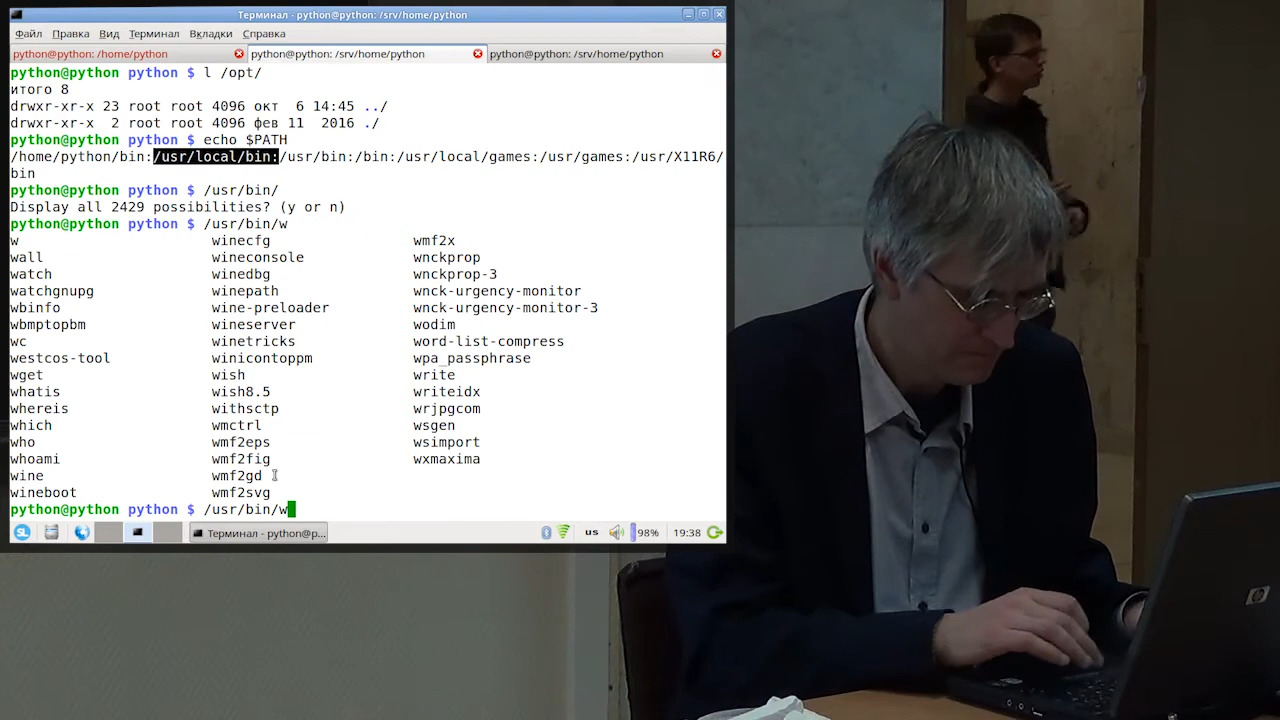 Терминал - python@python: /srv/home/python
Файл Правка Вид Терминал Вкладки Справка
python@python: /home/python python@python: /srv/home/python python@python: /srv/home/python
python@python python $ l /opt/
итого 8
drwxr-xr-x 23 root root 4096 окт  6 14:45 ../
drwxr-xr-x  2 root root 4096 фев 11  2016 ./
python@python python $ echo $PATH
/home/python/bin:/usr/local/bin:/usr/bin:/bin:/usr/local/games:/usr/games:/usr/X11R6/
bin
python@python python $ /usr/bin/
Display all 2429 possibilities? (y or n)
python@python python $ /usr/bin/w
w winecfg wmf2x
wall wineconsole wnckprop
watch winedbg wnckprop-3
watchgnupg winepath wnck-urgency-monitor
wbinfo wine-preloader wnck-urgency-monitor-3
wbmptopbm wineserver wodim
wc winetricks word-list-compress
westcos-tool winicontoppm wpa_passphrase
wget wish write
whatis wish8.5 writeidx
whereis withsctp wrjpgcom
which wmctrl wsgen
who wmf2eps wsimport
whoami wmf2fig wxmaxima
wine wmf2gd
wineboot wmf2svg
python@python python $ /usr/bin/w
SL Терминал - python@p... us 98% 19:38
hp